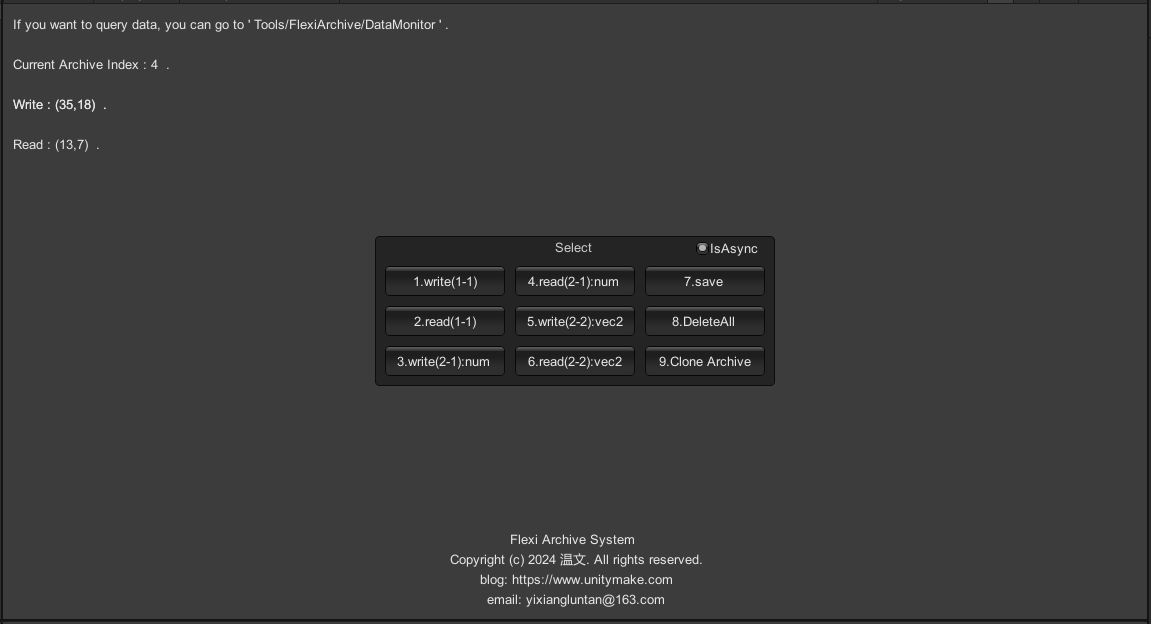 If you want to query data, you can go to ' Tools/FlexiArchive/DataMonitor ' .
Current Archive Index : 4 .
Write : (35,18) .
Read : (13,7) .
Select
IsAsync
1.write(1-1)
4.read(2-1):num
7.save
2.read(1-1)
5.write(2-2):vec2
8.DeleteAll
3.write(2-1):num
6.read(2-2):vec2
9.Clone Archive
Flexi Archive System
Copyright (c) 2024 温文. All rights reserved.
blog: https://www.unitymake.com
email: yixiangluntan@163.com